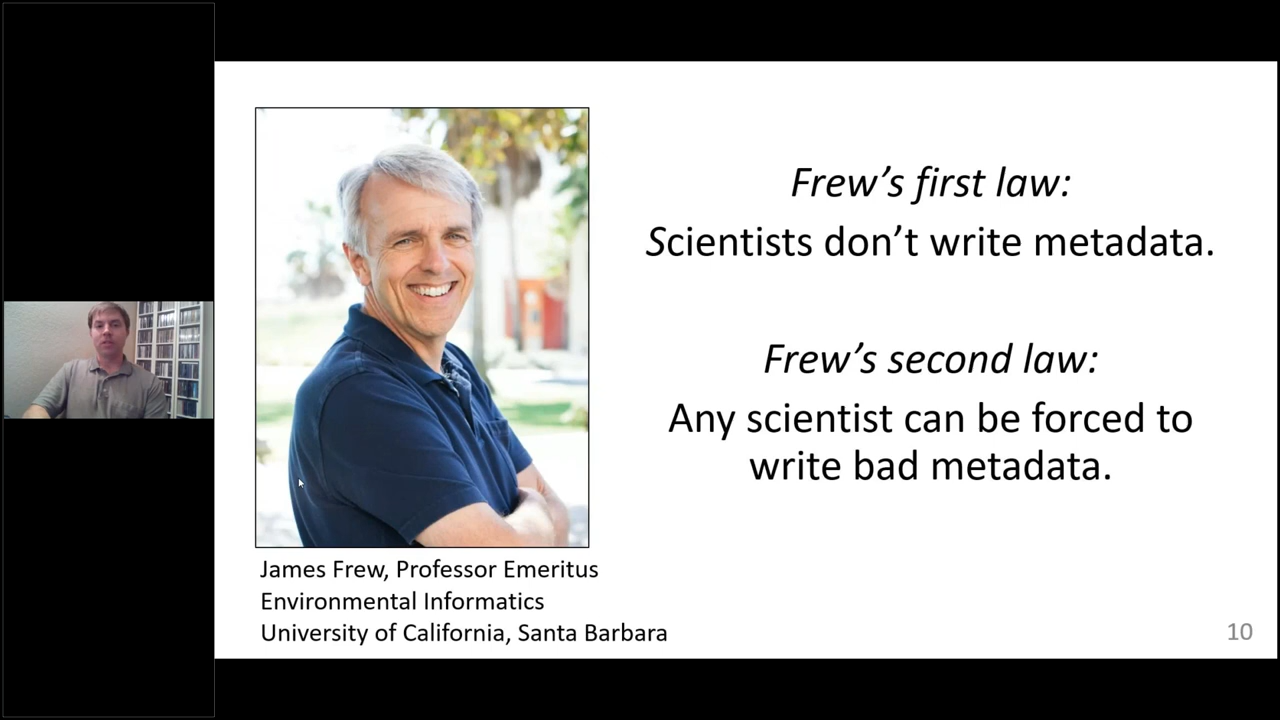 Frew’s first law:
Scientists don’t write metadata.
Frew’s second law:
Any scientist can be forced to
write bad metadata.
James Frew, Professor Emeritus
Environmental Informatics
University of California, Santa Barbara
10